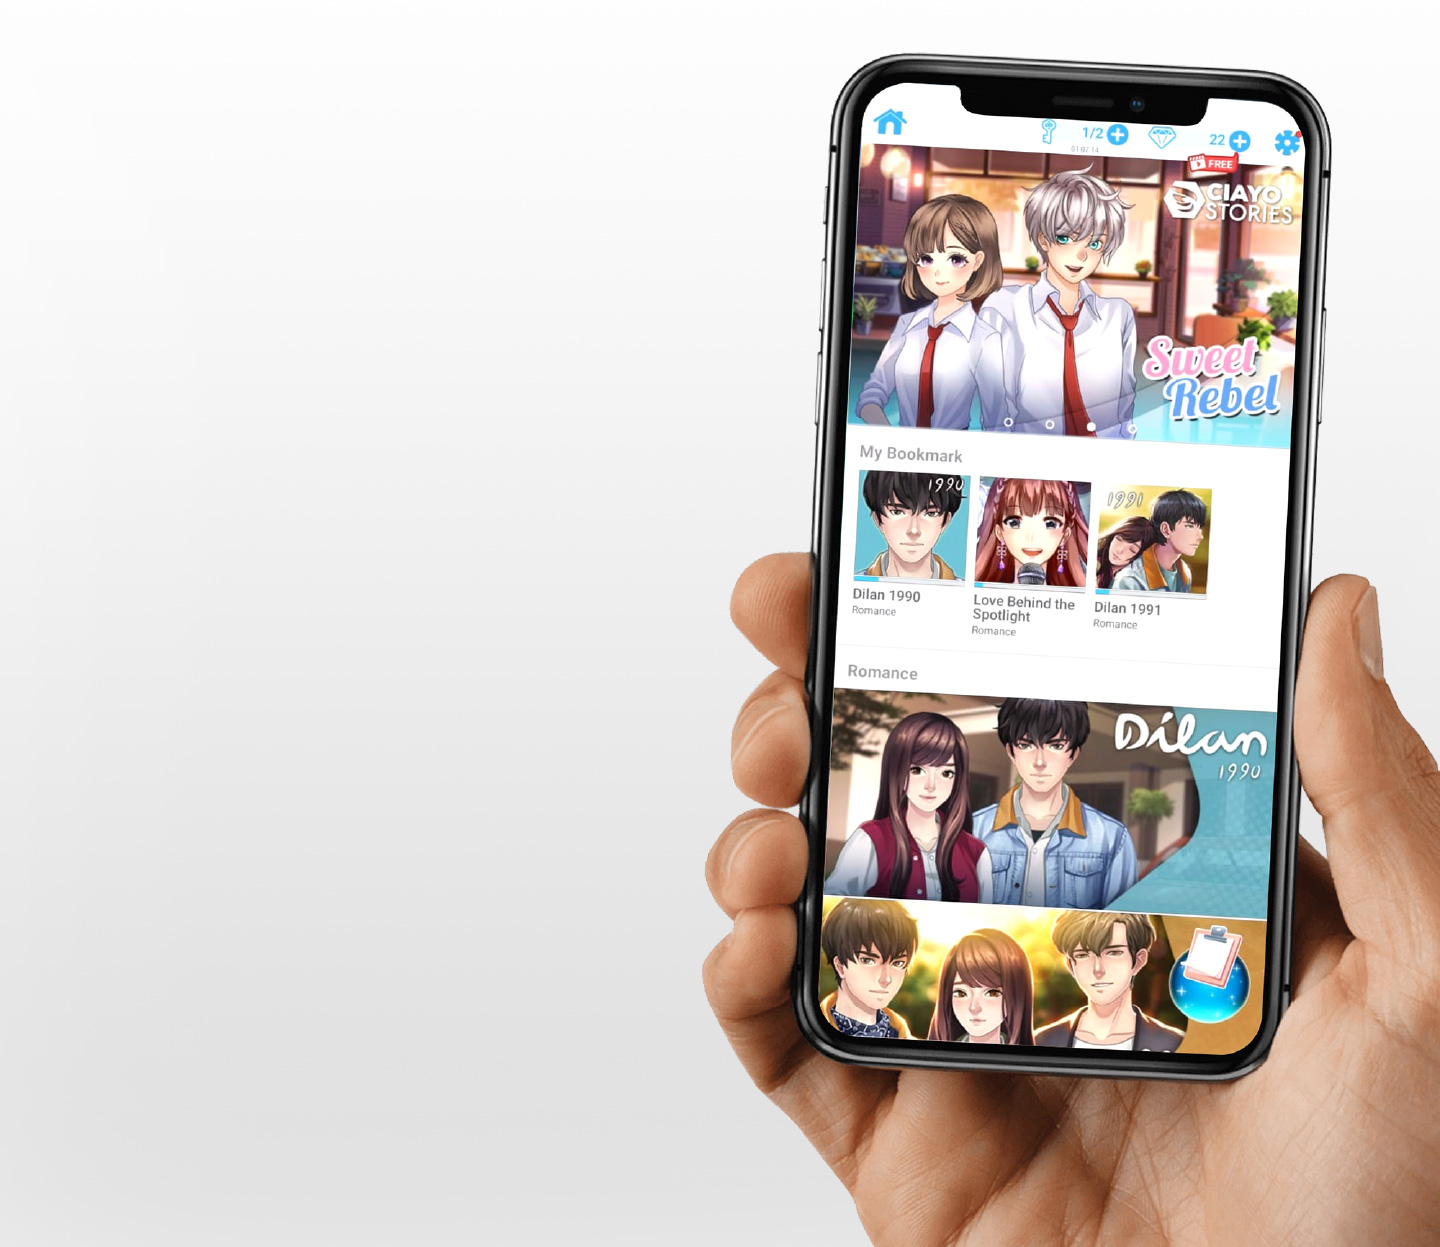 1/2
22
01:07:14
FREE
CIAYO
STORIES
Sweet
Rebel
My Bookmark
1990
1991
Dilan 1990
Romance
Love Behind the
Spotlight
Romance
Dilan 1991
Romance
Romance
Dilan
1990